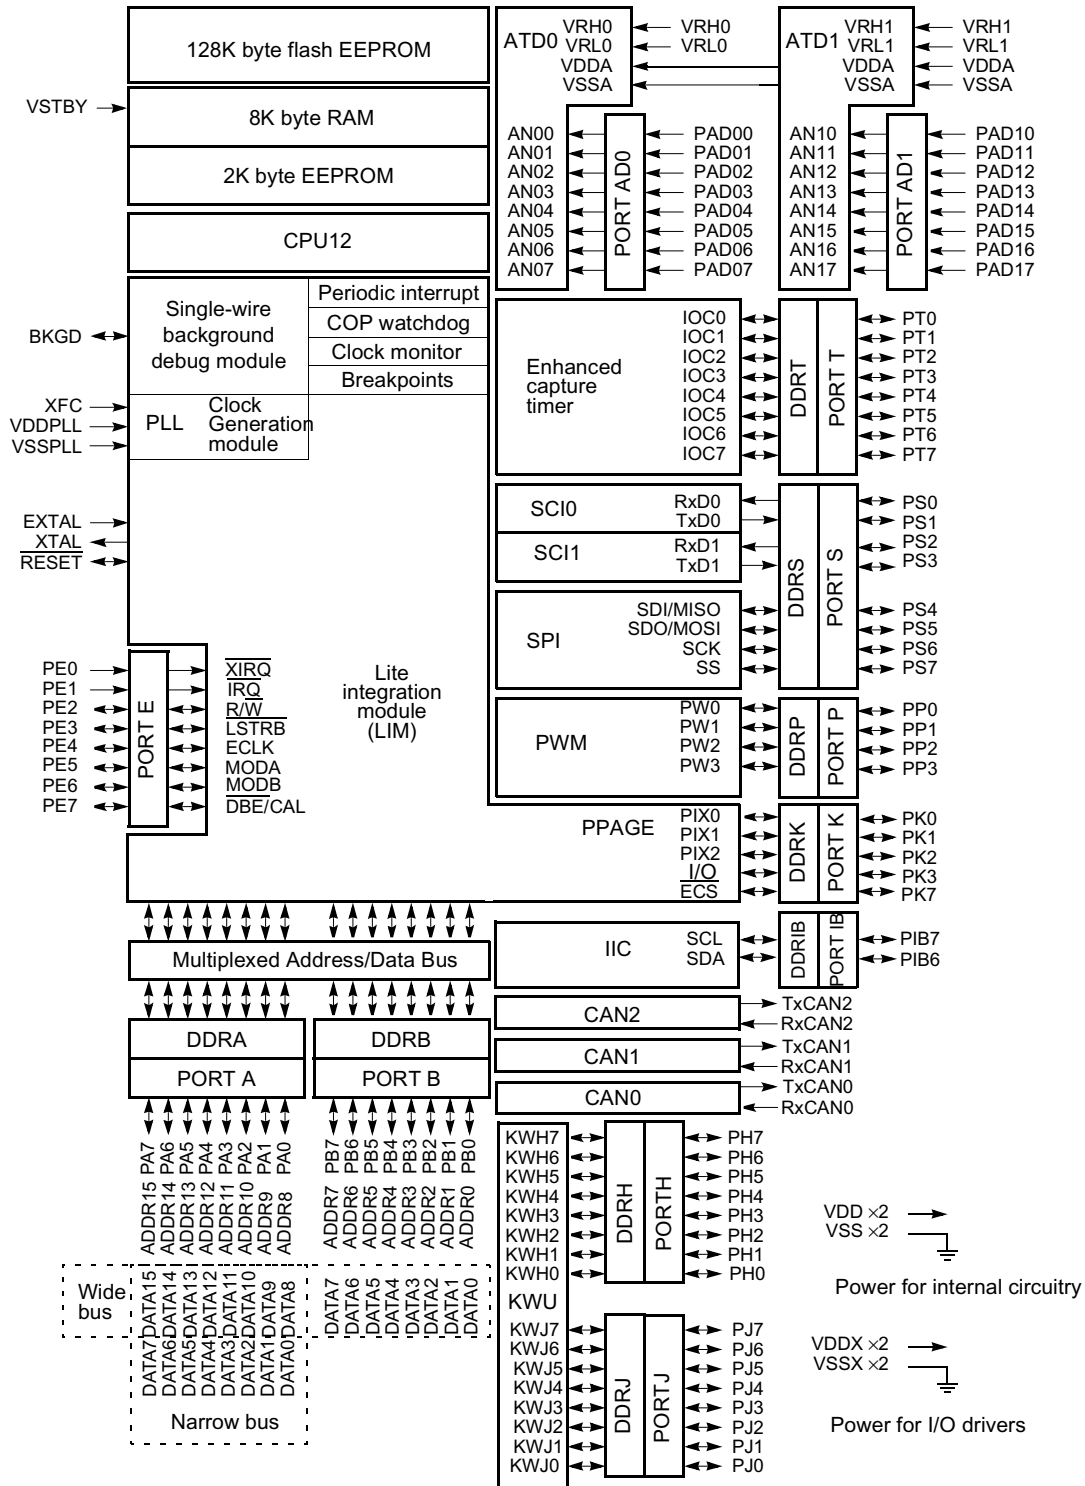 128K byte flash EEPROM
VSTBY
8K byte RAM
2K byte EEPROM
CPU12
BKGD
Single-wire
background
debug module
Periodic interrupt
COP watchdog
Clock monitor
Breakpoints
XFC
VDDPLL
VSSPLL
PLL
Clock
Generation
module
EXTAL
XTAL
RESET
PE0
PE1
PE2
PE3
PE4
PE5
PE6
PE7
PORT E
XIRQ
IRQ
R/W
LSTRB
ECLK
MODA
MODB
DBE/CAL
Lite
integration
module
(LIM)
PPAGE
PIX0
PIX1
PIX2
I/O
ECS
DDRK
PORT K
PK0
PK1
PK2
PK3
PK7
ATD0
VRH0
VRL0
VDDA
VSSA
VRH0
VRL0
AN00
AN01
AN02
AN03
AN04
AN05
AN06
AN07
PORT AD0
PAD00
PAD01
PAD02
PAD03
PAD04
PAD05
PAD06
PAD07
ATD1
VRH1
VRL1
VDDA
VSSA
VRH1
VRL1
VDDA
VSSA
AN10
AN11
AN12
AN13
AN14
AN15
AN16
AN17
PORT AD1
PAD10
PAD11
PAD12
PAD13
PAD14
PAD15
PAD16
PAD17
Enhanced
capture
timer
IOC0
IOC1
IOC2
IOC3
IOC4
IOC5
IOC6
IOC7
DDRT
PORT T
PT0
PT1
PT2
PT3
PT4
PT5
PT6
PT7
SCI0
RxD0
TxD0
SCI1
RxD1
TxD1
SPI
SDI/MISO
SDO/MOSI
SCK
SS
DDRS
PORT S
PS0
PS1
PS2
PS3
PS4
PS5
PS6
PS7
PWM
PW0
PW1
PW2
PW3
DDRP
PORT P
PP0
PP1
PP2
PP3
IIC
SCL
SDA
DDRIB
PORT IB
PIB7
PIB6
CAN2
TxCAN2
RxCAN2
CAN1
TxCAN1
RxCAN1
CAN0
TxCAN0
RxCAN0
Multiplexed Address/Data Bus
DDRA
PORT A
DDRB
PORT B
PA7
PA6
PA5
PA4
PA3
PA2
PA1
PA0
PB7
PB6
PB5
PB4
PB3
PB2
PB1
PB0
ADDR15
ADDR14
ADDR13
ADDR12
ADDR11
ADDR10
ADDR9
ADDR8
ADDR7
ADDR6
ADDR5
ADDR4
ADDR3
ADDR2
ADDR1
ADDR0
Wide
bus
DATA15
DATA14
DATA13
DATA12
DATA11
DATA10
DATA9
DATA8
DATA7
DATA6
DATA5
DATA4
DATA3
DATA2
DATA1
DATA0
DATA7
DATA6
DATA5
DATA4
DATA3
DATA2
DATA1
DATA0
Narrow bus
KWH7
KWH6
KWH5
KWH4
KWH3
KWH2
KWH1
KWH0
DDRH
PORTH
PH7
PH6
PH5
PH4
PH3
PH2
PH1
PH0
KWU
KWJ7
KWJ6
KWJ5
KWJ4
KWJ3
KWJ2
KWJ1
KWJ0
DDRJ
PORTJ
PJ7
PJ6
PJ5
PJ4
PJ3
PJ2
PJ1
PJ0
VDD ×2
VSS ×2
Power for internal circuitry
VDDX ×2
VSSX ×2
Power for I/O drivers